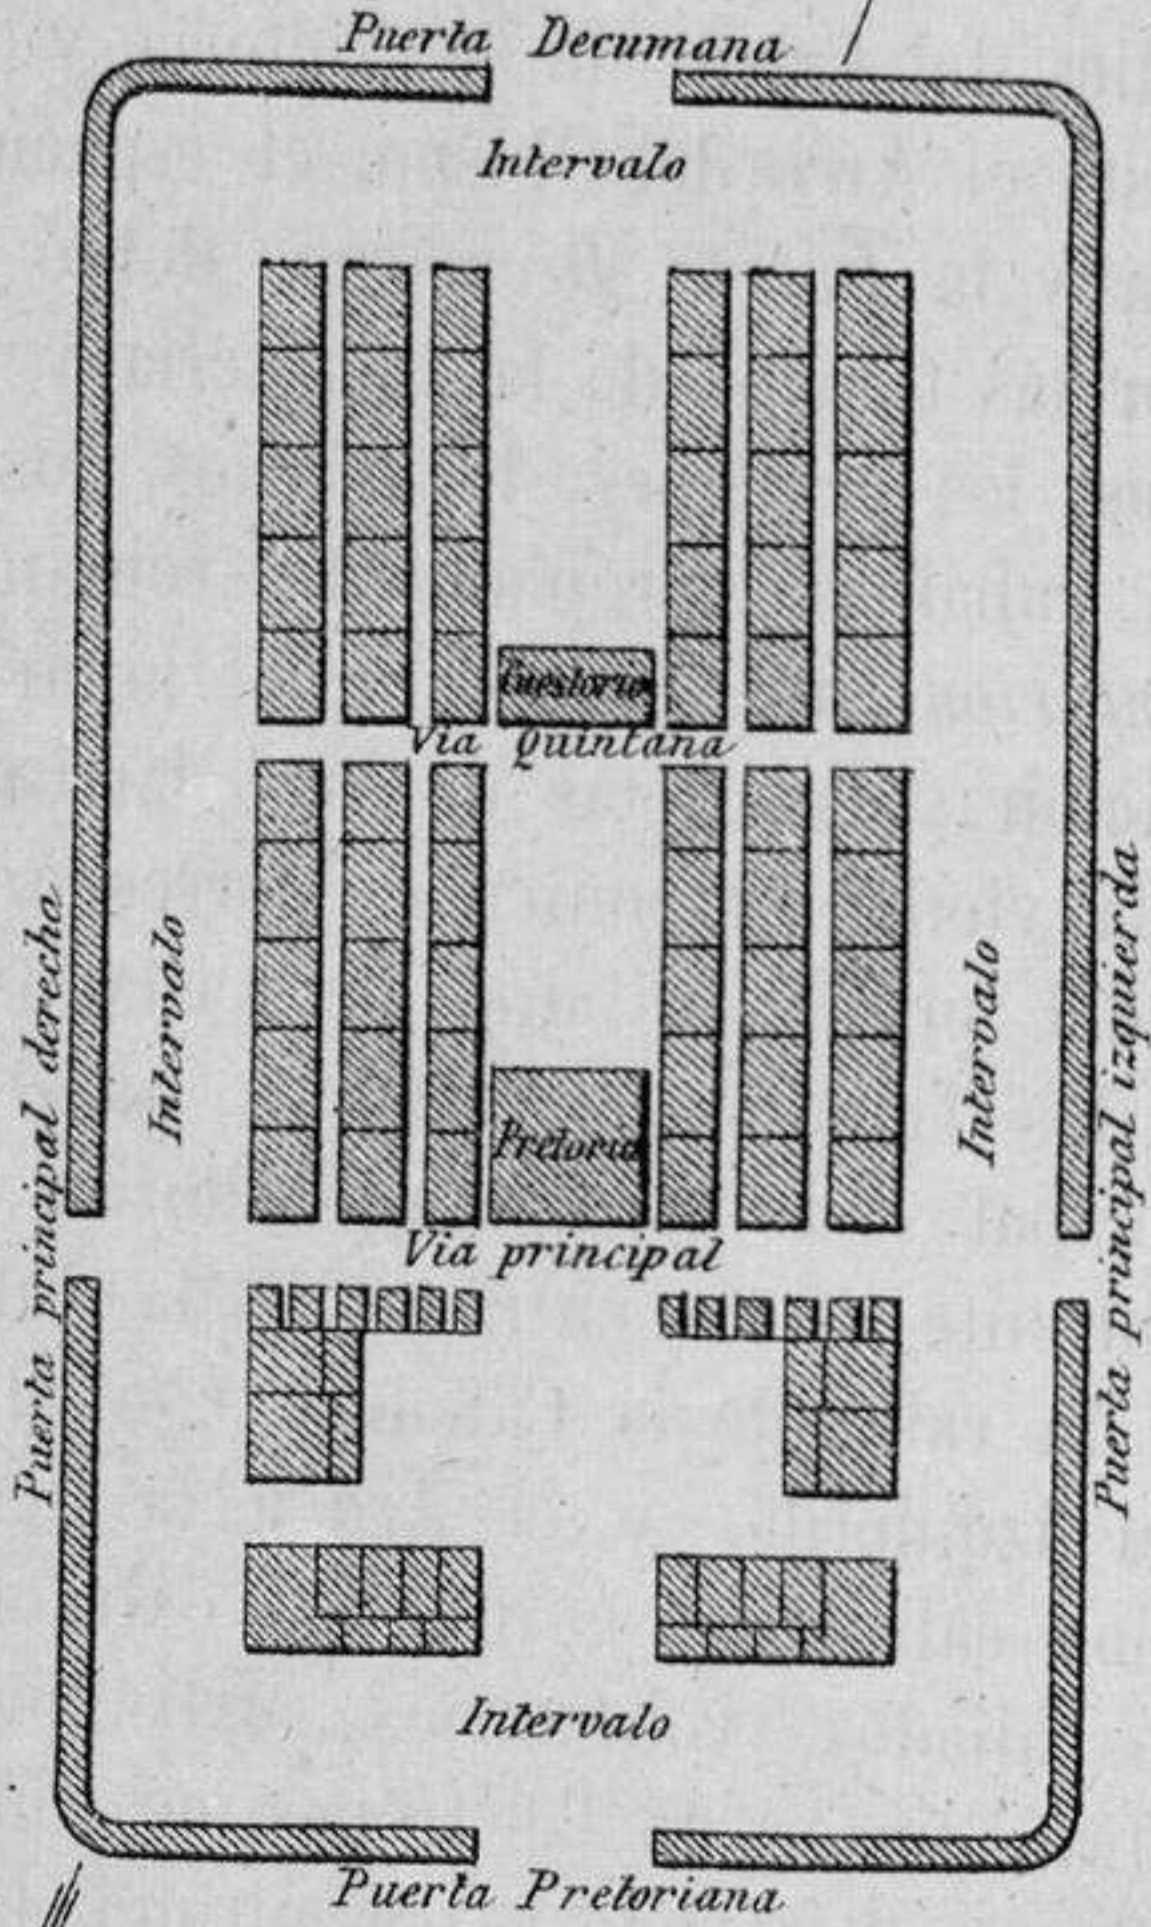 Puerta Decumana
Intervalo
Cuestorio
Via Quintana
Intervalo
Intervalo
Puerta principal derecha
Puerta principal izquierda
Pretorio
Via principal
Intervalo
Puerta Pretoriana